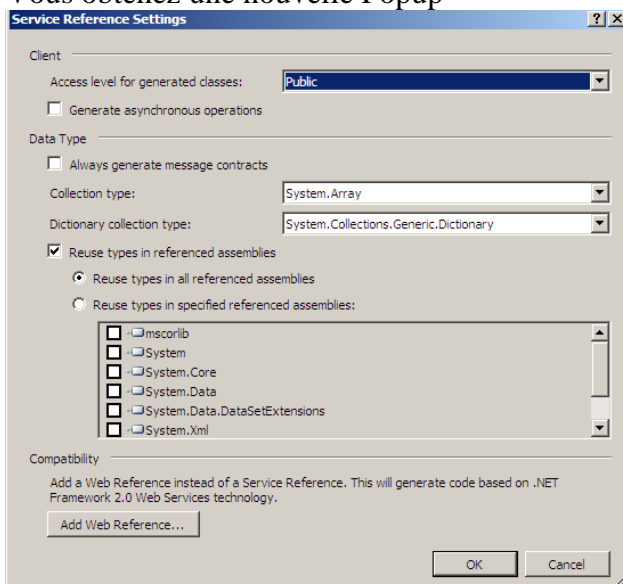 Vous obtenez une nouvelle Popup
Service Reference Settings
Client
Access level for generated classes: Public
Generate asynchronous operations
Data Type
Always generate message contracts
Collection type: System.Array
Dictionary collection type: System.Collections.Generic.Dictionary
Reuse types in referenced assemblies
Reuse types in all referenced assemblies
Reuse types in specified referenced assemblies:
mscorlib
System
System.Core
System.Data
System.Data.DataSetExtensions
System.Xml
Compatibility
Add a Web Reference instead of a Service Reference. This will generate code based on .NET
Framework 2.0 Web Services technology.
Add Web Reference...
OK Cancel